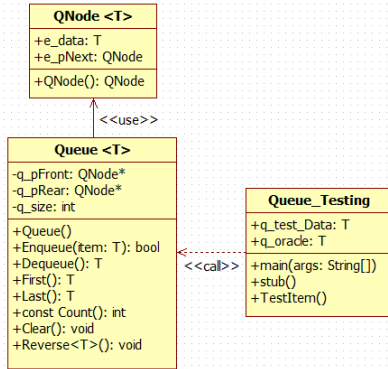 QNode <T>
+e_data: T
+e_pNext: QNode
+QNode(): QNode
<<use>>
Queue <T>
-q_pFront: QNode*
-q_pRear: QNode*
-q_size: int
+Queue()
+Enqueue(item: T): bool
+Dequeue(): T
+First(): T
+Last(): T
+const Count(): int
+Clear(): void
+Reverse<T>(): void
<<call>>
Queue_Testing
+q_test_Data: T
+q_oracle: T
+main(args: String[])
+stub()
+TestItem()